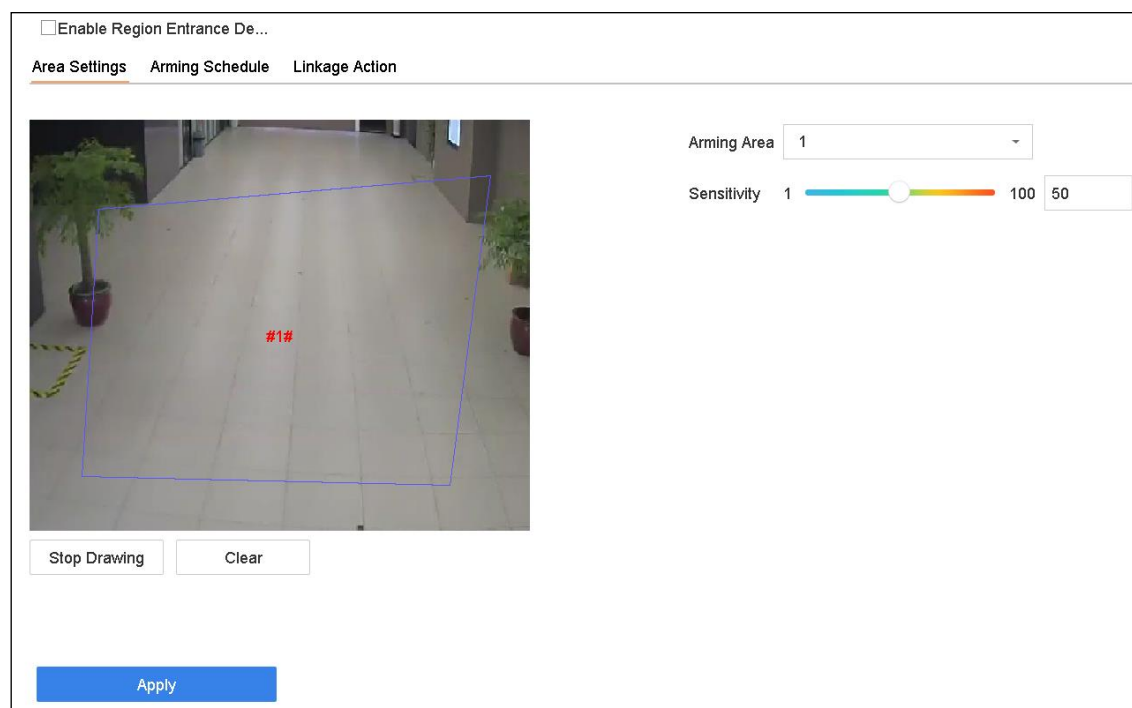 Enable Region Entrance De...
Area Settings Arming Schedule Linkage Action
Arming Area 1
Sensitivity 1 100 50
#1#
Stop Drawing Clear
Apply